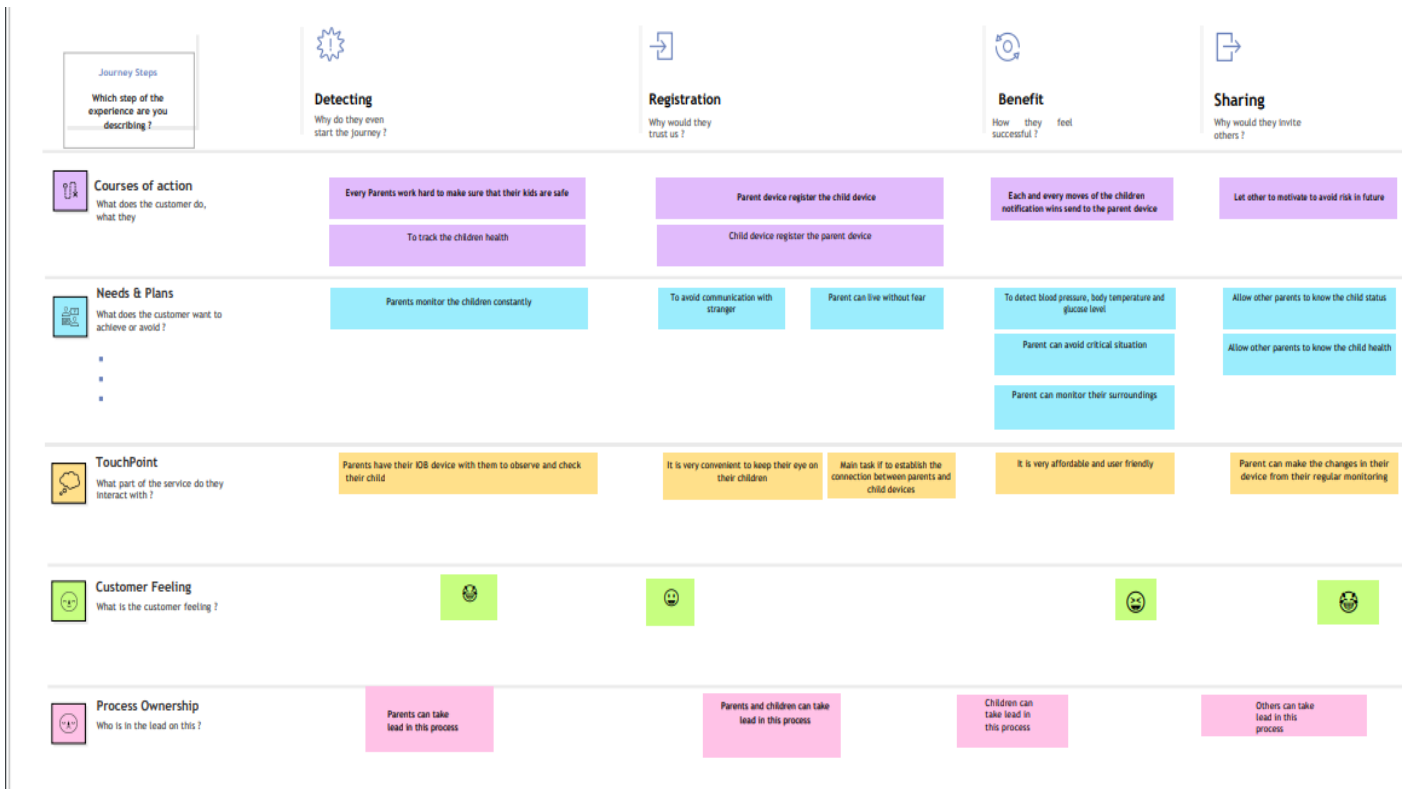 Journey Steps
Which step of the
experience are you
describing ?
Detecting
Why do they even
start the journey ?
Registration
Why would they
trust us ?
Benefit
How they feel
successful ?
Sharing
Why would they invite
others ?
Courses of action
What does the customer do,
what they
Every Parents work hard to make sure that their kids are safe
To track the children health
Parent device register the child device
Child device register the parent device
Each and every moves of the children
notification wins send to the parent device
Let other to motivate to avoid risk in future
Needs & Plans
What does the customer want to
achieve or avoid ?
Parents monitor the children constantly
To avoid communication with
stranger
Parent can live without fear
To detect blood pressure, body temperature and
glucose level
Parent can avoid critical situation
Parent can monitor their surroundings
Allow other parents to know the child status
Allow other parents to know the child health
TouchPoint
What part of the service do they
interact with ?
Parents have their IOB device with them to observe and check
their child
It is very convenient to keep their eye on
their children
Main task if to establish the
connection between parents and
child devices
It is very affordable and user friendly
Parent can make the changes in their
device from their regular monitoring
Customer Feeling
What is the customer feeling ?
Process Ownership
Who is in the lead on this ?
Parents can take
lead in this process
Parents and children can take
lead in this process
Children can
take lead in
this process
Others can take
lead in this
process